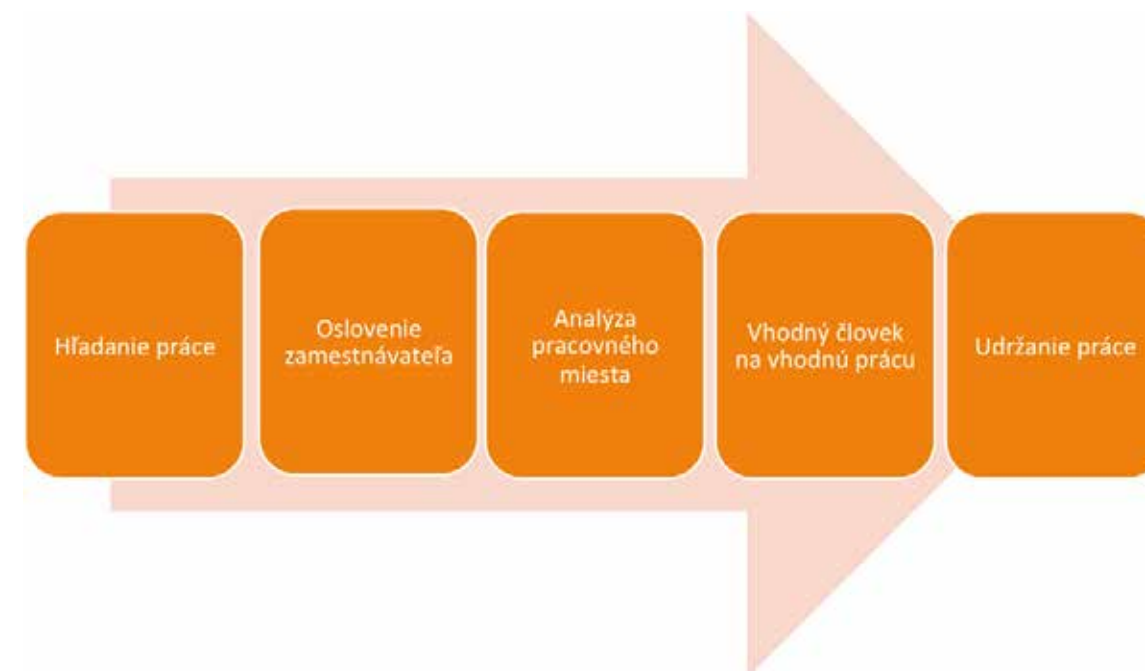 Hľadanie práce
Oslovenie
zamestnávateľa
Analýza
pracovného
miesta
Vhodný človek
na vhodnú prácu
Udržanie práce